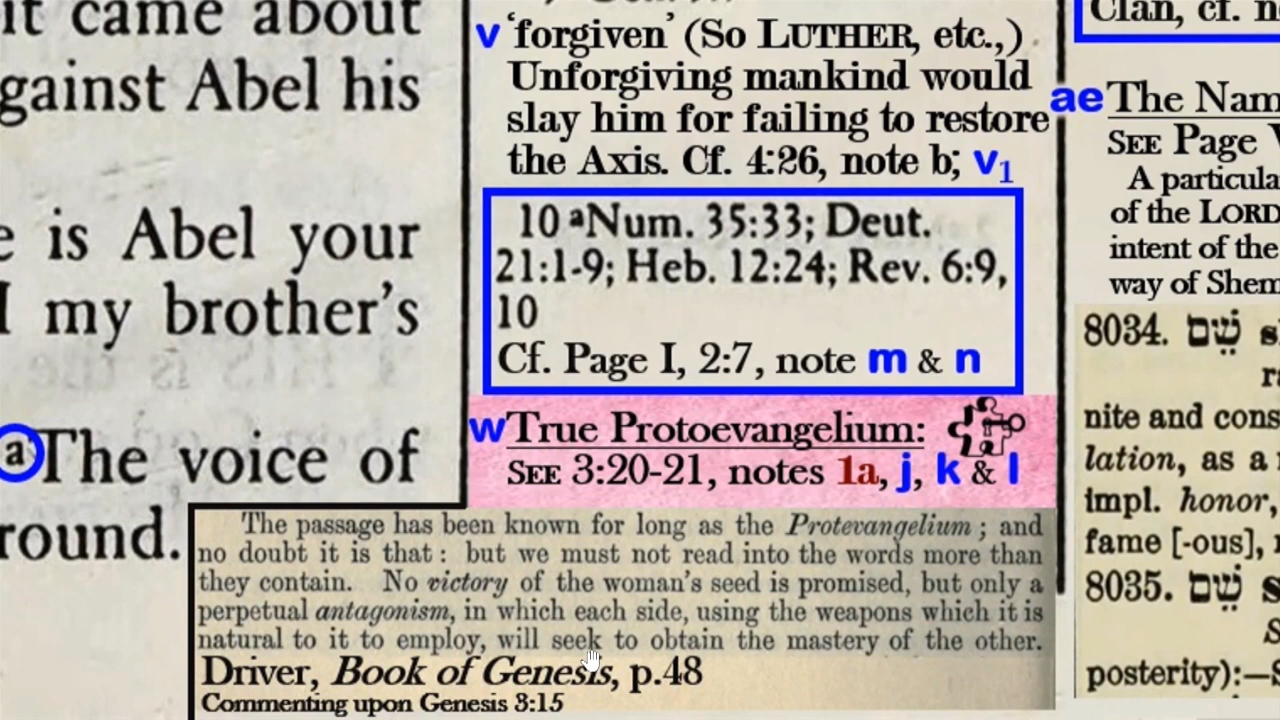 it came about
gainst Abel his
e is Abel your
my brother's
a The voice of
round.
v 'forgiven' (So LUTHER, etc.,)
Unforgiving mankind would
slay him for failing to restore
the Axis. Cf. 4:26, note b; v1
10 a Num. 35:33; Deut.
21:1-9; Heb. 12:24; Rev. 6:9,
10
Cf. Page I, 2:7, note m & n
w True Protoevangelium:
SEE 3:20-21, notes 1a, j, k & l
The passage has been known for long as the Protevangelium ; and
no doubt it is that : but we must not read into the words more than
they contain. No victory of the woman's seed is promised, but only a
perpetual antagonism, in which each side, using the weapons which it is
natural to it to employ, will seek to obtain the mastery of the other.
Driver, Book of Genesis, p.48
Commenting upon Genesis 3:15
Clan, cf. n
ae The Nam
SEE Page
A particula
of the LORD
intent of the
way of Shem
8034. שֵׁם s
ra
nite and cons
lation, as a
impl. honor,
fame [-ous], n
8035. שֵׁם s
S
posterity):—S